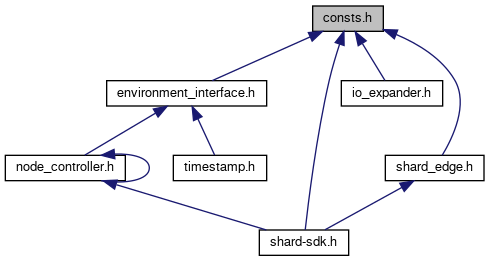 consts.h
environment_interface.h
io_expander.h
node_controller.h
timestamp.h
shard_edge.h
shard-sdk.h